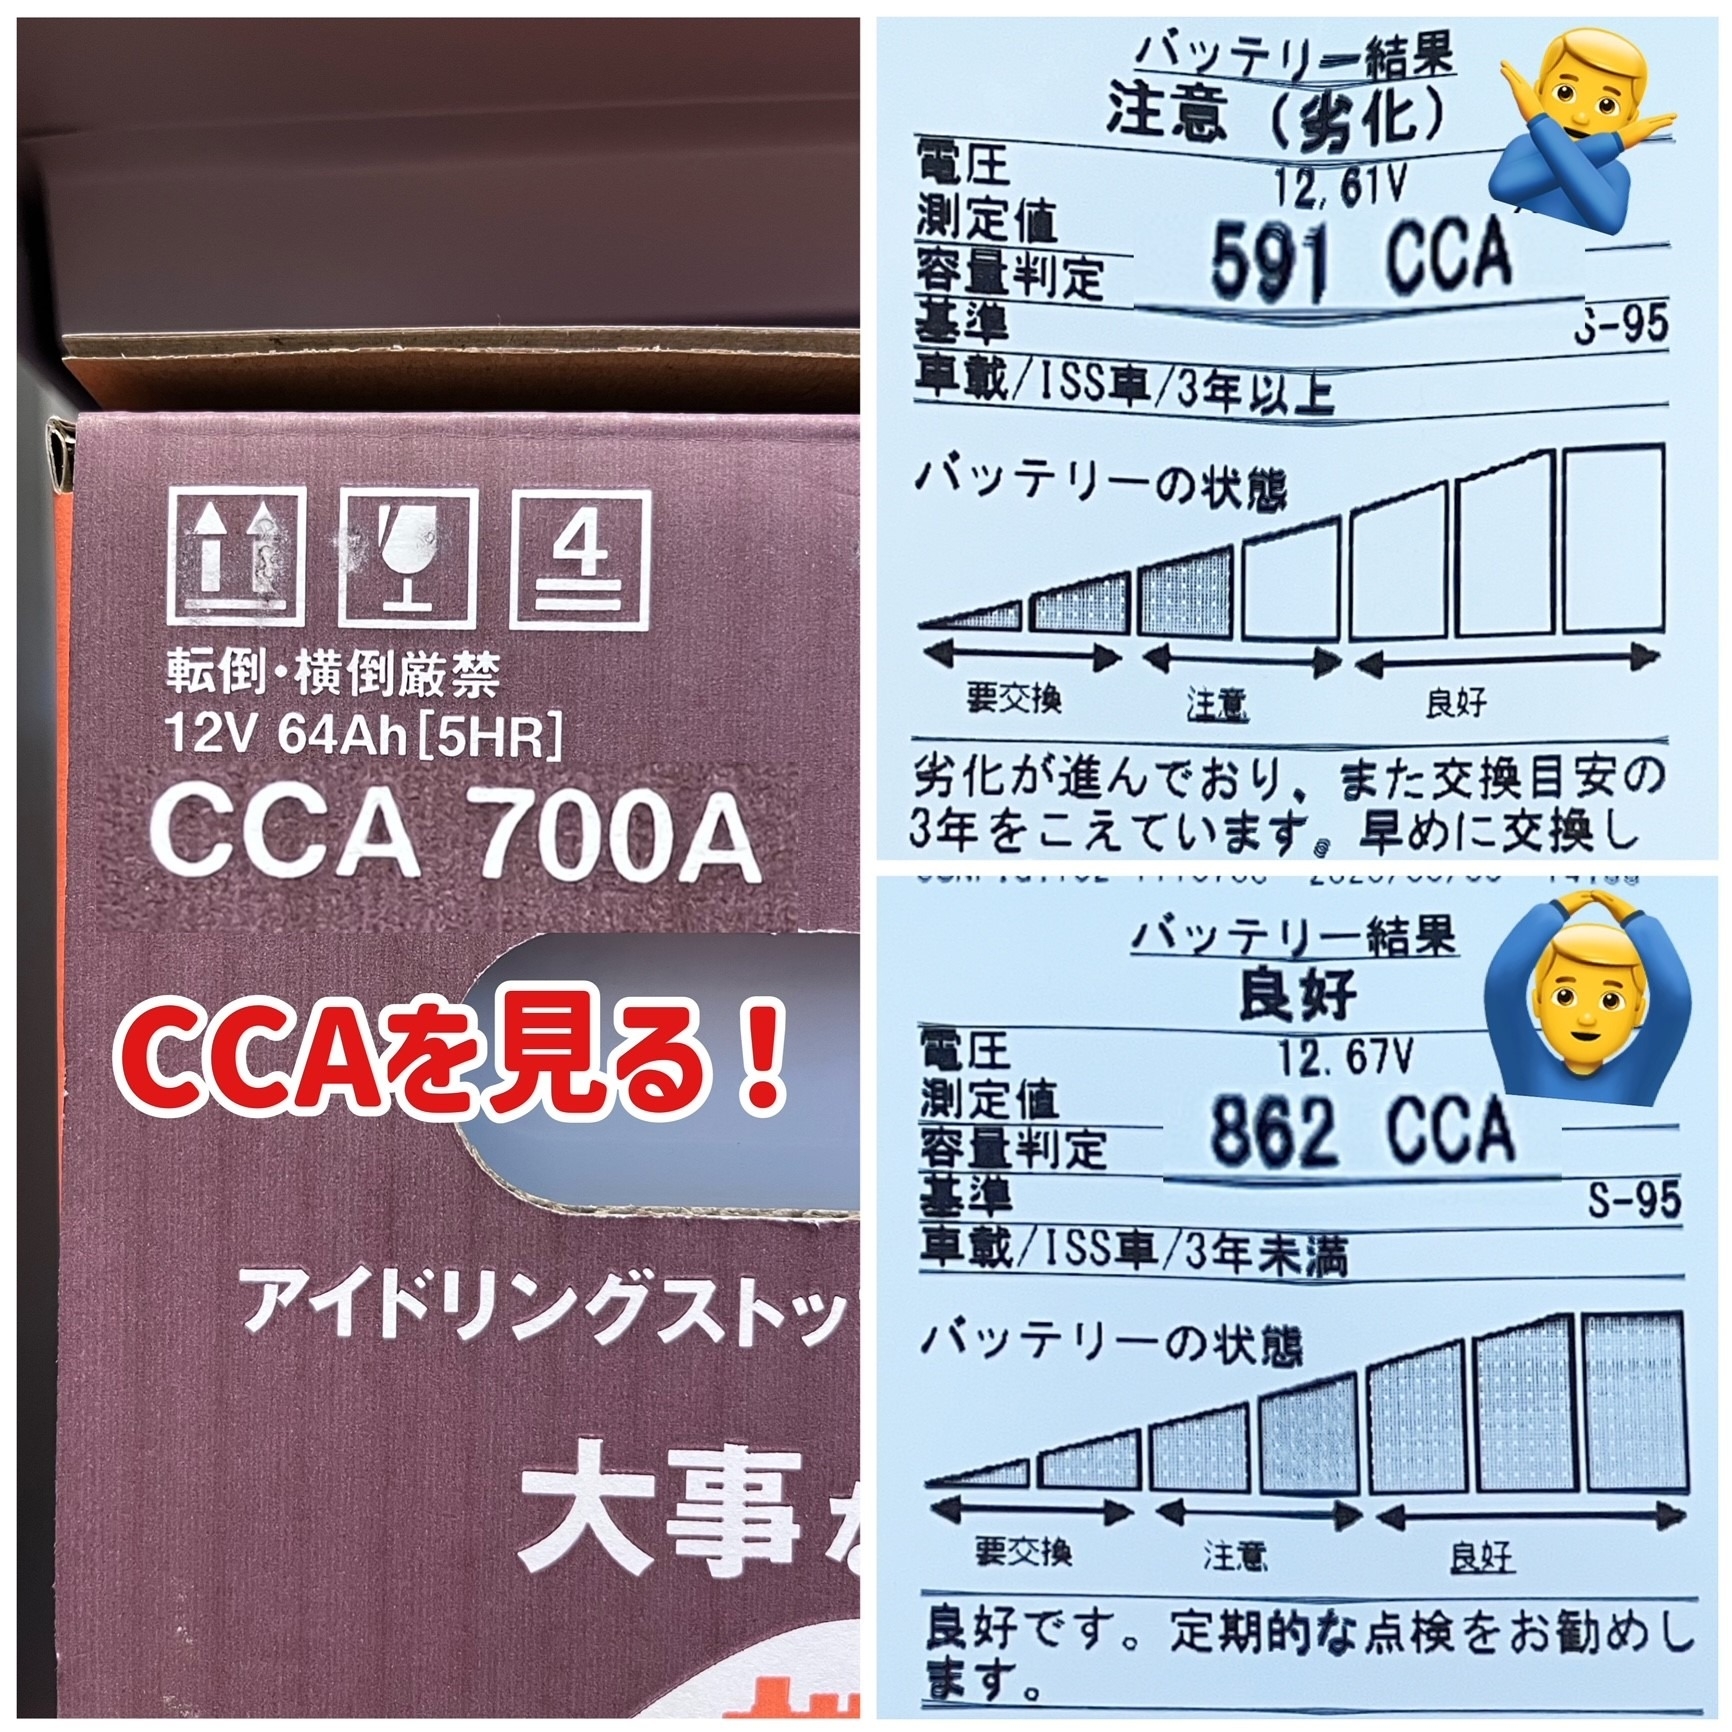 4
転倒・横倒厳禁
12V 64Ah[5HR]
CCA 700A
CCAを見る！
アイドリングストッ
大事
バッテリー結果
注意（劣化）
電圧 12.61V
測定値 591 CCA
容量判定
基準 S-95
車載/ISS車/3年以上
バッテリーの状態
要交換 注意 良好
劣化が進んでおり、また交換目安の
3年をこえています。早めに交換し
バッテリー結果
良好
電圧 12.67V
測定値 862 CCA
容量判定
基準 S-95
車載/ISS車/3年未満
バッテリーの状態
要交換 注意 良好
良好です。定期的な点検をお勧めし
ます。